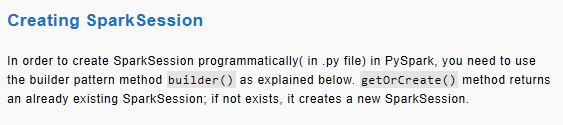 Creating SparkSession
In order to create SparkSession programmatically( in .py file) in PySpark, you need to use
the builder pattern method builder() as explained below. getOrCreate() method returns
an already existing SparkSession; if not exists, it creates a new SparkSession.